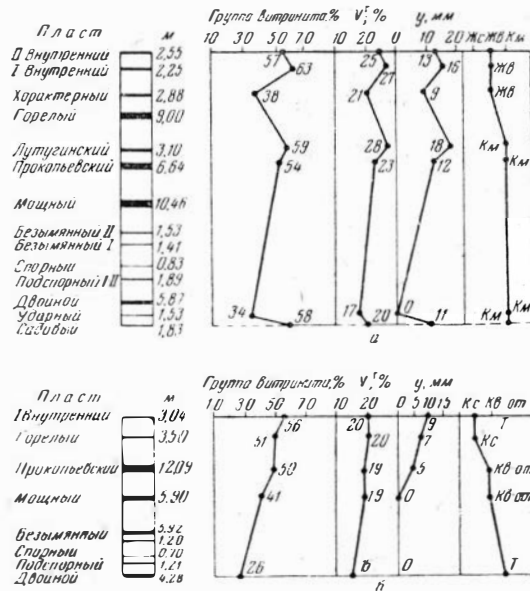 Пласт м Группа витринита, % Vг, % у, мм Жс Жв Км
10 30 50 10 20 30 0 10 20
II Внутренний 2,55 57 25 13
I Внутренний 2,25 63 27 16 Жв
Характерный 2,88 38 21 9 Жв
Горелый 9,00
Лутугинский 3,10 59 28 18 Км
Прокопьевский 6,64 54 23 12 Км
Мощный 10,46
Безымянный II 1,53
Безымянный I 1,41
Спорный 0,83
Подспорный I II 1,89
Двойной 5,87
Ударный 1,53 34 17 0 Км
Садовый 1,83 58 20 11
а
Пласт м Группа витринита, % Vг, % у, мм Кс Кв от
10 30 50 10 20 30 0 5 10 15
I Внутренний 3,04 56 20 9 Т
Горелый 3,50 51 20 7 Кс
Прокопьевский 12,09 50 19 5 Кв от
Мощный 5,90 41 19 0 Кв от
Безымянный 5,92
1,20
Спорный 0,70
Подспорный 1,21 26 16 0 Т
Двойной 4,28